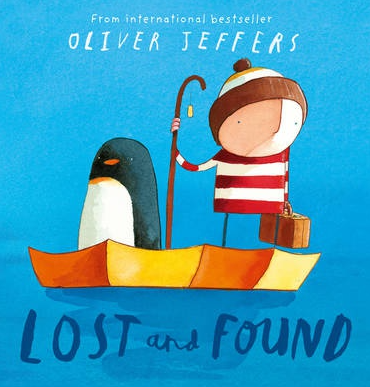 From international bestseller
OLIVER JEFFERS
LOST and FOUND